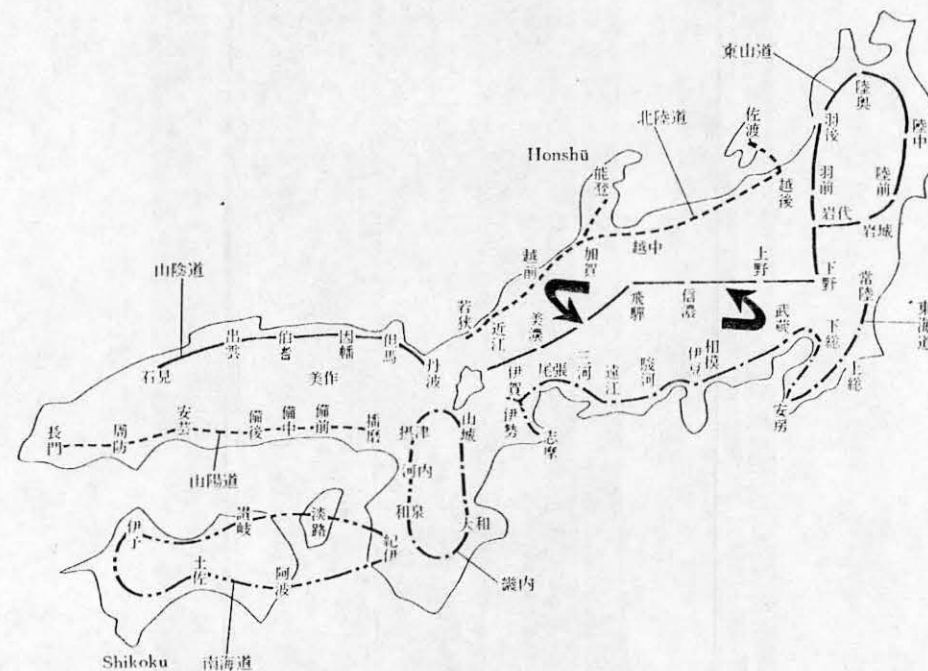 東山道
陸奥
羽後
陸中
佐渡
北陸道
Honshū
能登
越後
羽前
陸前
岩代
岩城
加賀
越中
越前
上野
下野
常陸
山陰道
若狭
近江
美濃
飛驒
信濃
武蔵
下総
東海道
出雲
伯耆
因幡
但馬
丹波
石見
美作
伊賀
尾張
三河
遠江
駿河
伊豆
相模
上総
安房
伊勢
志摩
長門
周防
安芸
備後
備中
備前
播磨
摂津
山城
山陽道
河内
和泉
大和
伊予
讃岐
淡路
紀伊
土佐
阿波
畿内
Shikoku
南海道